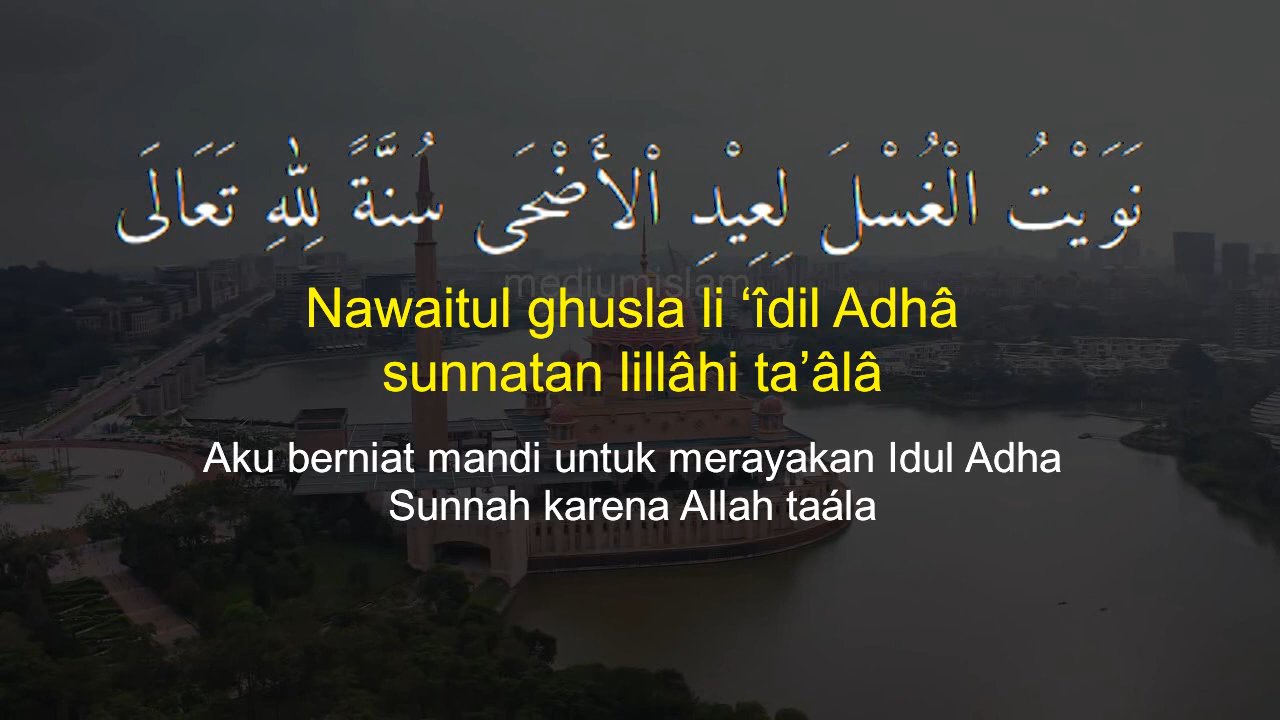 نَوَيْتُ الْغُسْلَ لِعِيْدِ الْأَضْحَى سُنَّةً لِلّٰهِ تَعَالَى
mediumislam
Nawaitul ghusla li ‘îdil Adhâ
sunnatan lillâhi ta’âlâ
Aku berniat mandi untuk merayakan Idul Adha
Sunnah karena Allah taála